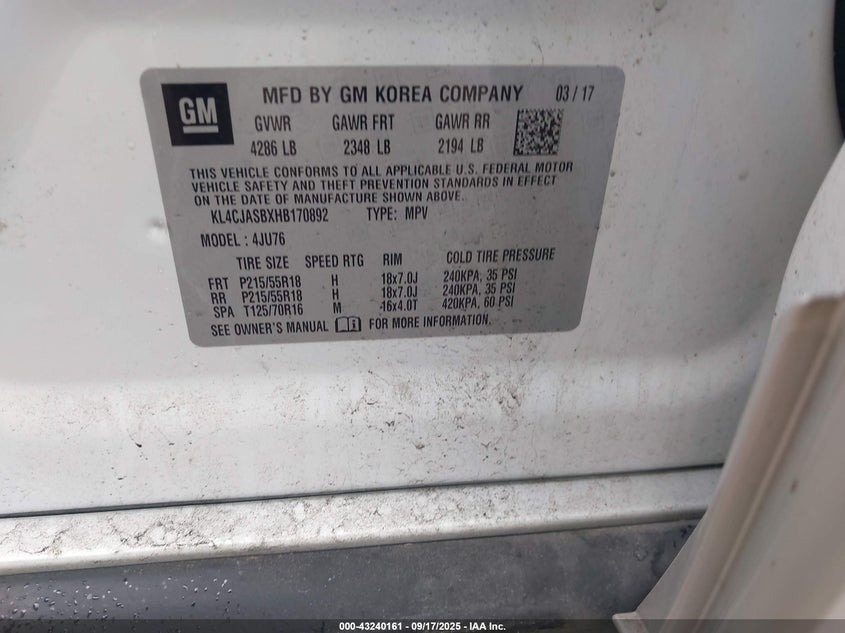 GM
MFD BY GM KOREA COMPANY 03 / 17
GVWR GAWR FRT GAWR RR
4286 LB 2348 LB 2194 LB
THIS VEHICLE CONFORMS TO ALL APPLICABLE U.S. FEDERAL MOTOR
VEHICLE SAFETY AND THEFT PREVENTION STANDARDS IN EFFECT
ON THE DATE OF MANUFACTURE SHOWN ABOVE.
KL4CJASBXHB170892 TYPE: MPV
MODEL : 4JU76
TIRE SIZE SPEED RTG RIM COLD TIRE PRESSURE
FRT P215/55R18 H 18x7.0J 240KPA, 35 PSI
RR P215/55R18 H 18x7.0J 240KPA, 35 PSI
SPA T125/70R16 M 16x4.0T 420KPA, 60 PSI
SEE OWNER'S MANUAL FOR MORE INFORMATION.
000-43240161 - 09/17/2025 - IAA Inc.